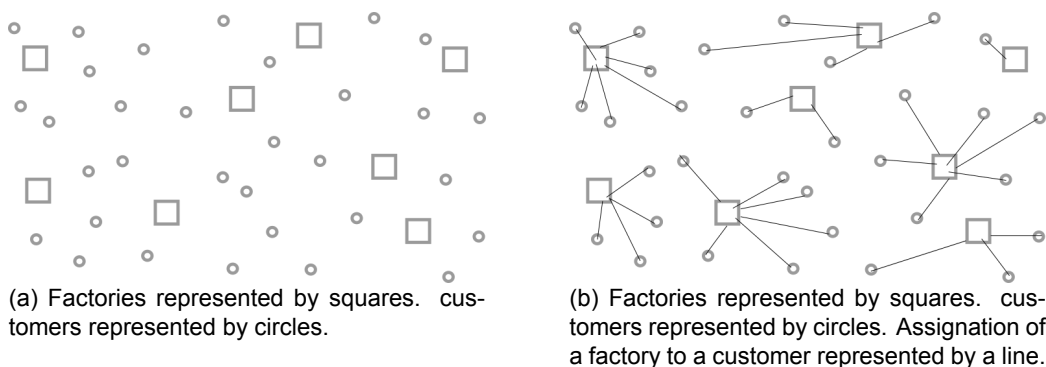 (a) Factories represented by squares. cus-
tomers represented by circles.
(b) Factories represented by squares. cus-
tomers represented by circles. Assignation of
a factory to a customer represented by a line.